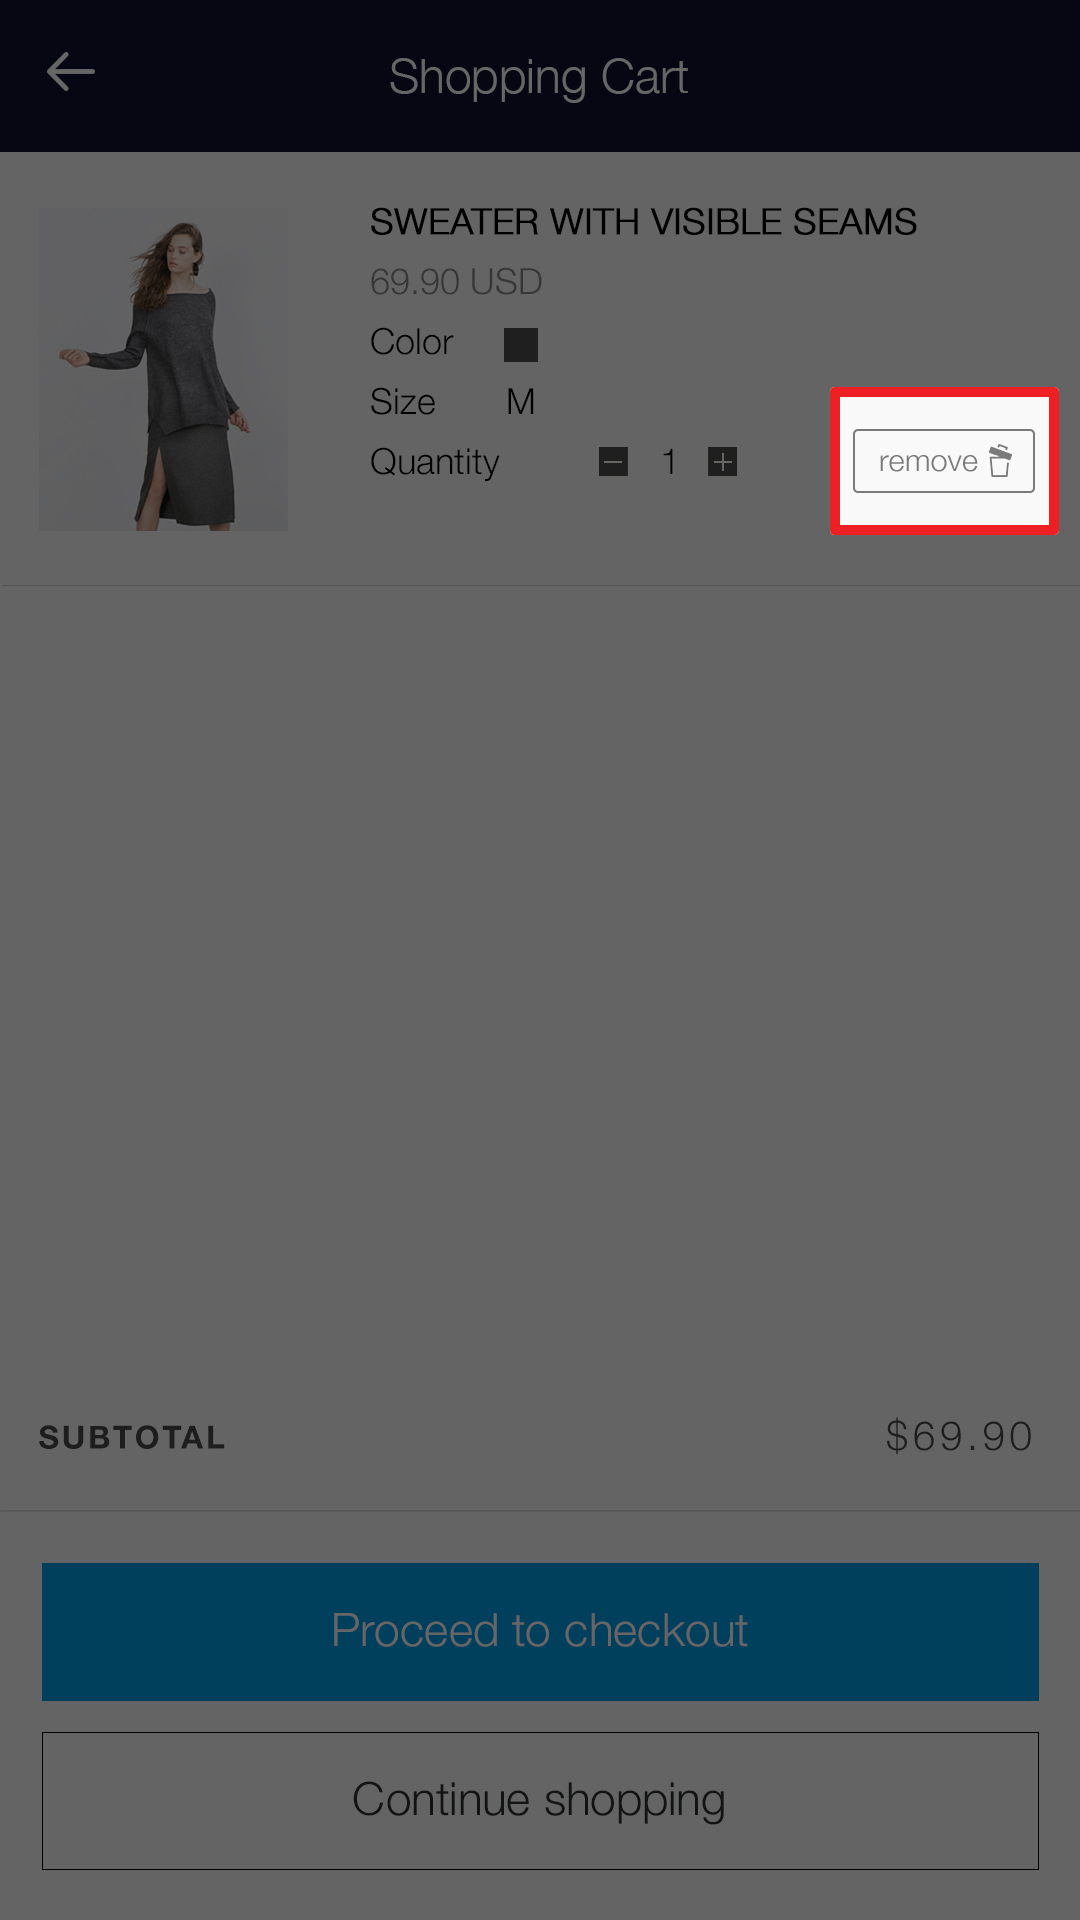 Shopping Cart
SWEATER WITH VISIBLE SEAMS
69.90 USD
Color
Size M
Quantity 1
remove
SUBTOTAL $69.90
Proceed to checkout
Continue shopping